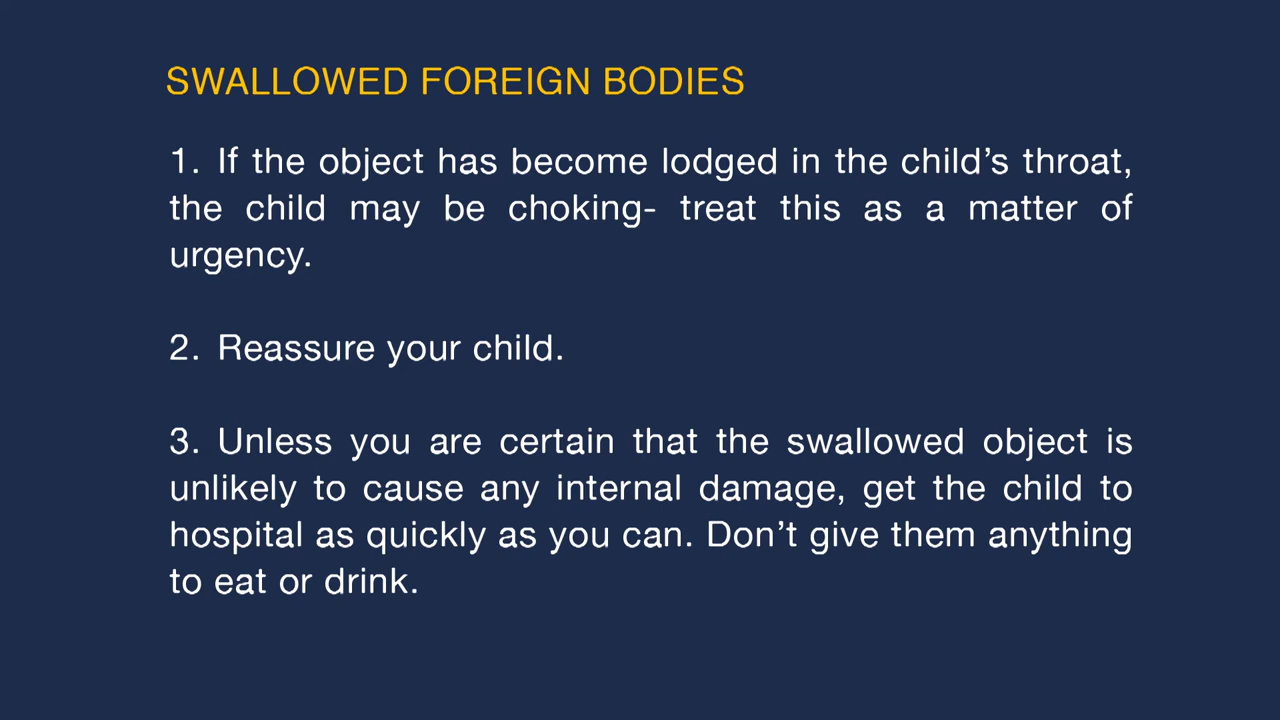 SWALLOWED FOREIGN BODIES
1. If the object has become lodged in the child’s throat,
the child may be choking- treat this as a matter of
urgency.
2. Reassure your child.
3. Unless you are certain that the swallowed object is
unlikely to cause any internal damage, get the child to
hospital as quickly as you can. Don’t give them anything
to eat or drink.